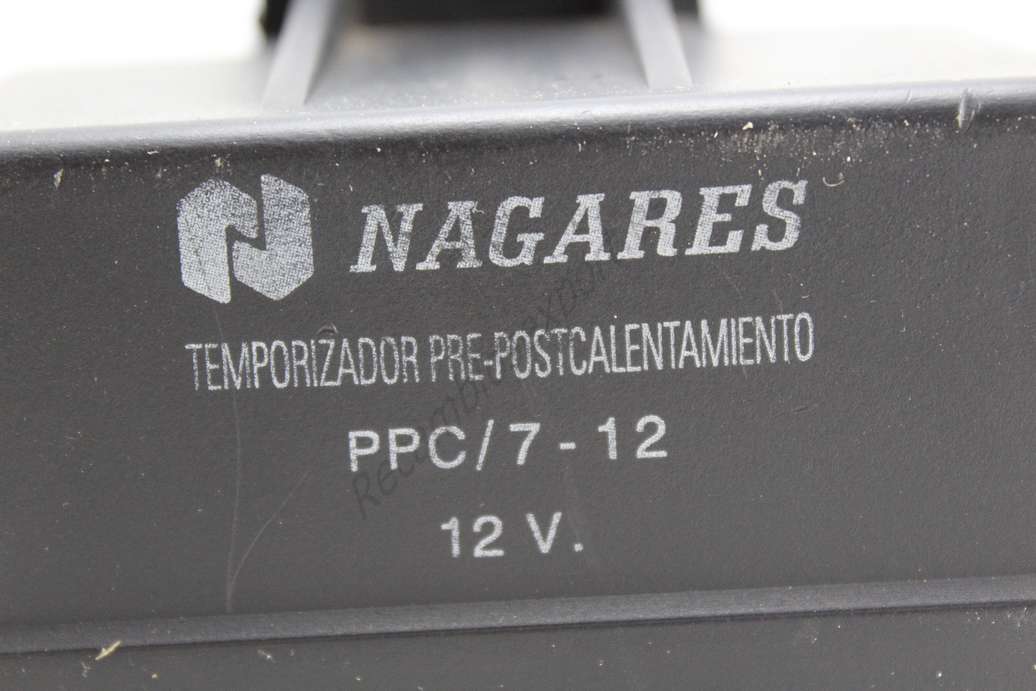 NAGARES
TEMPORIZADOR PRE-POSTCALENTAMIENTO
PPC/7-12
12 V.